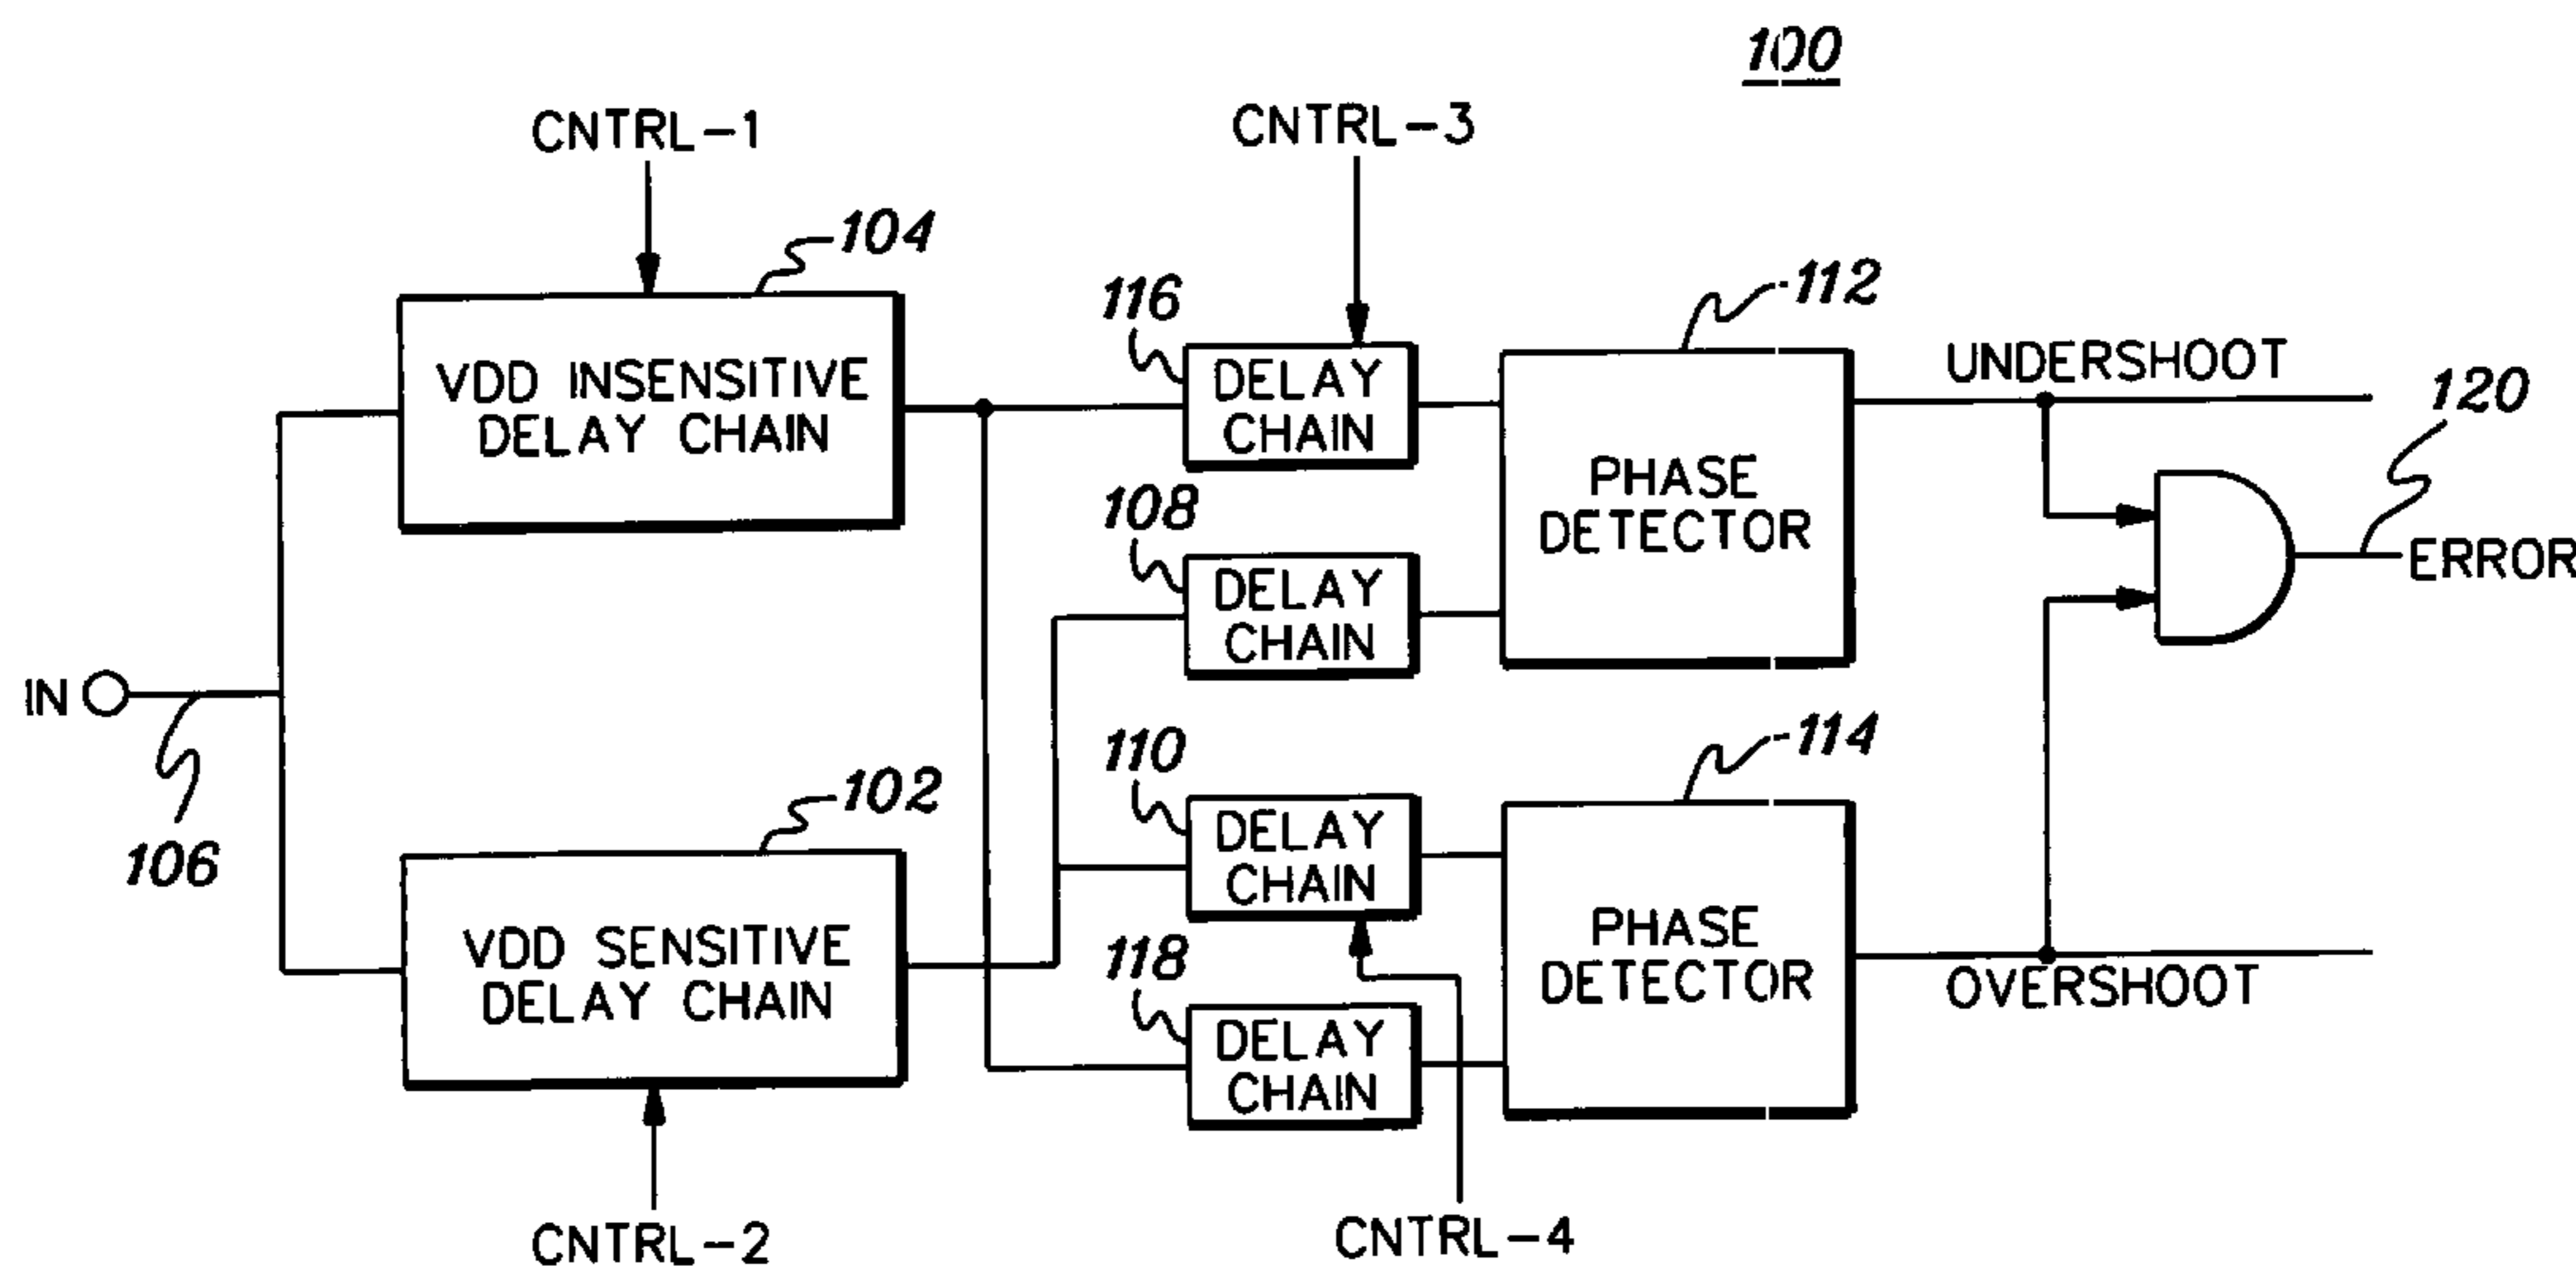 100
CNTRL-1
CNTRL-3
104
116
112
VDD INSENSITIVE
DELAY CHAIN
DELAY
CHAIN
UNDERSHOOT
120
108
PHASE
DETECTOR
DELAY
CHAIN
ERROR
IN
106
102
110
114
DELAY
CHAIN
VDD SENSITIVE
DELAY CHAIN
118
PHASE
DETECTOR
OVERSHOOT
DELAY
CHAIN
CNTRL-2
CNTRL-4